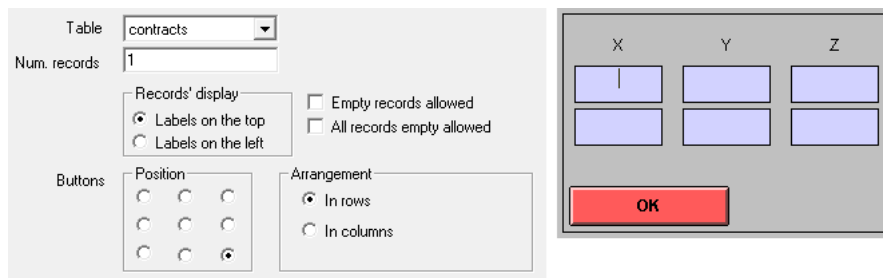 Table contracts
Num. records 1
Records' display
Labels on the top
Labels on the left
Empty records allowed
All records empty allowed
Buttons
Position
Arrangement
In rows
In columns
X Y Z
OK